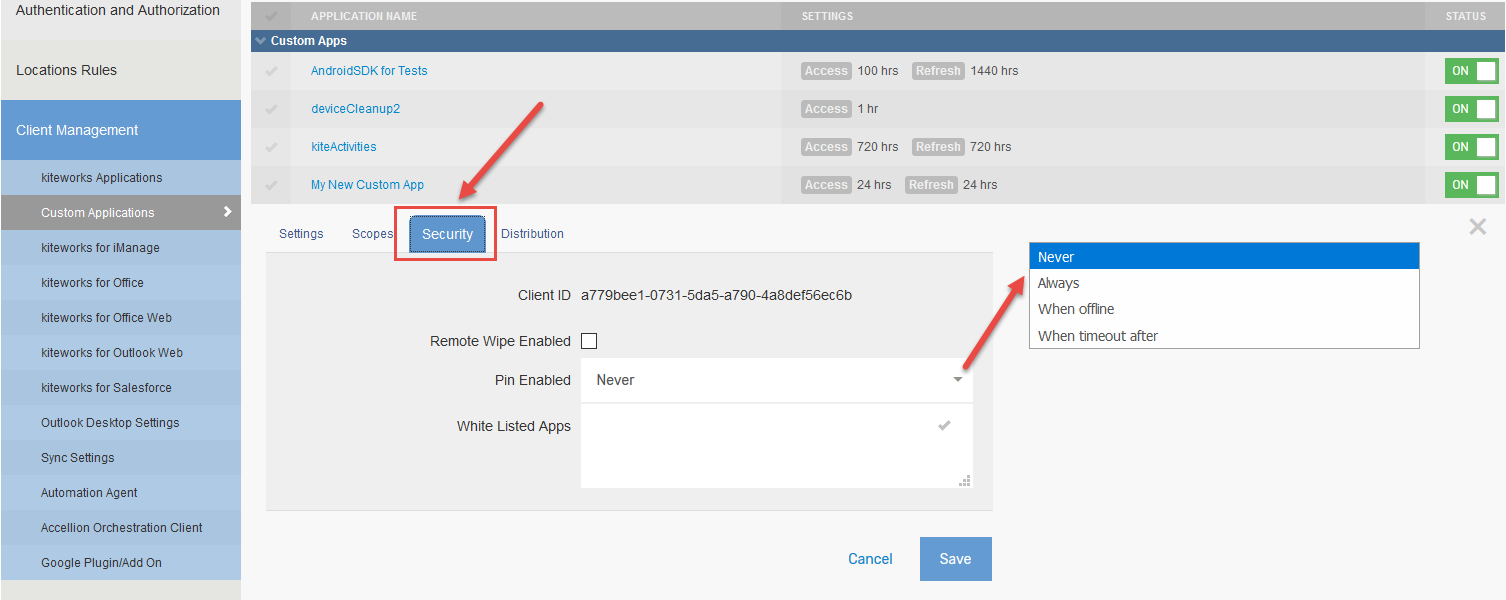 Authentication and Authorization
Locations Rules
Client Management
kiteworks Applications
Custom Applications
kiteworks for iManage
kiteworks for Office
kiteworks for Office Web
kiteworks for Outlook Web
kiteworks for Salesforce
Outlook Desktop Settings
Sync Settings
Automation Agent
Accellion Orchestration Client
Google Plugin/Add On
APPLICATION NAME SETTINGS STATUS
Custom Apps
AndroidSDK for Tests Access 100 hrs Refresh 1440 hrs ON
deviceCleanup2 Access 1 hr ON
kiteActivities Access 720 hrs Refresh 720 hrs ON
My New Custom App Access 24 hrs Refresh 24 hrs ON
Settings Scopes Security Distribution
Client ID a779bee1-0731-5da5-a790-4a8def56ec6b
Remote Wipe Enabled
Pin Enabled Never
White Listed Apps
Cancel Save
Never
Always
When offline
When timeout after